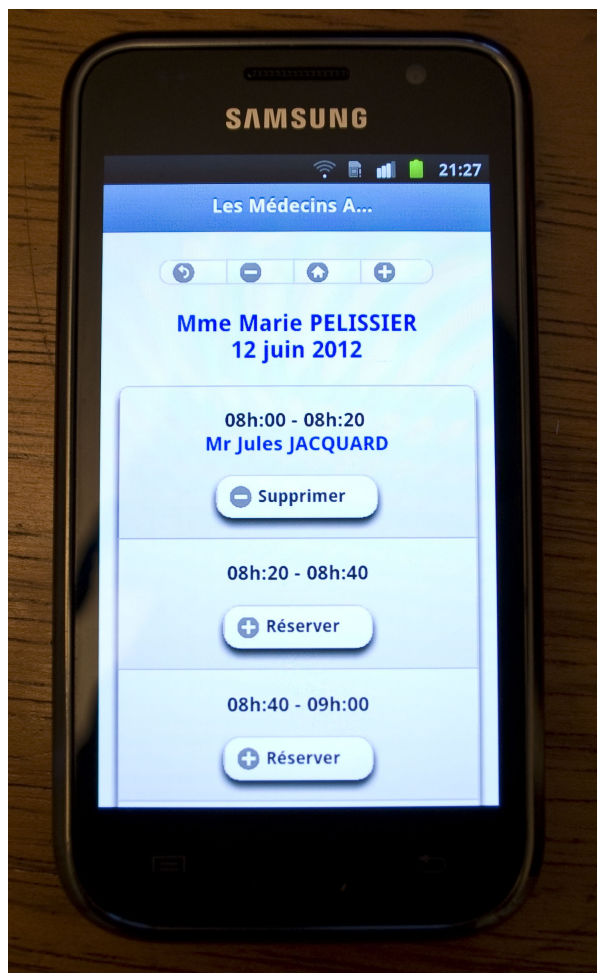 SAMSUNG
21:27
Les Médecins A...
Mme Marie PELISSIER
12 juin 2012
08h:00 - 08h:20
Mr Jules JACQUARD
Supprimer
08h:20 - 08h:40
Réserver
08h:40 - 09h:00
Réserver